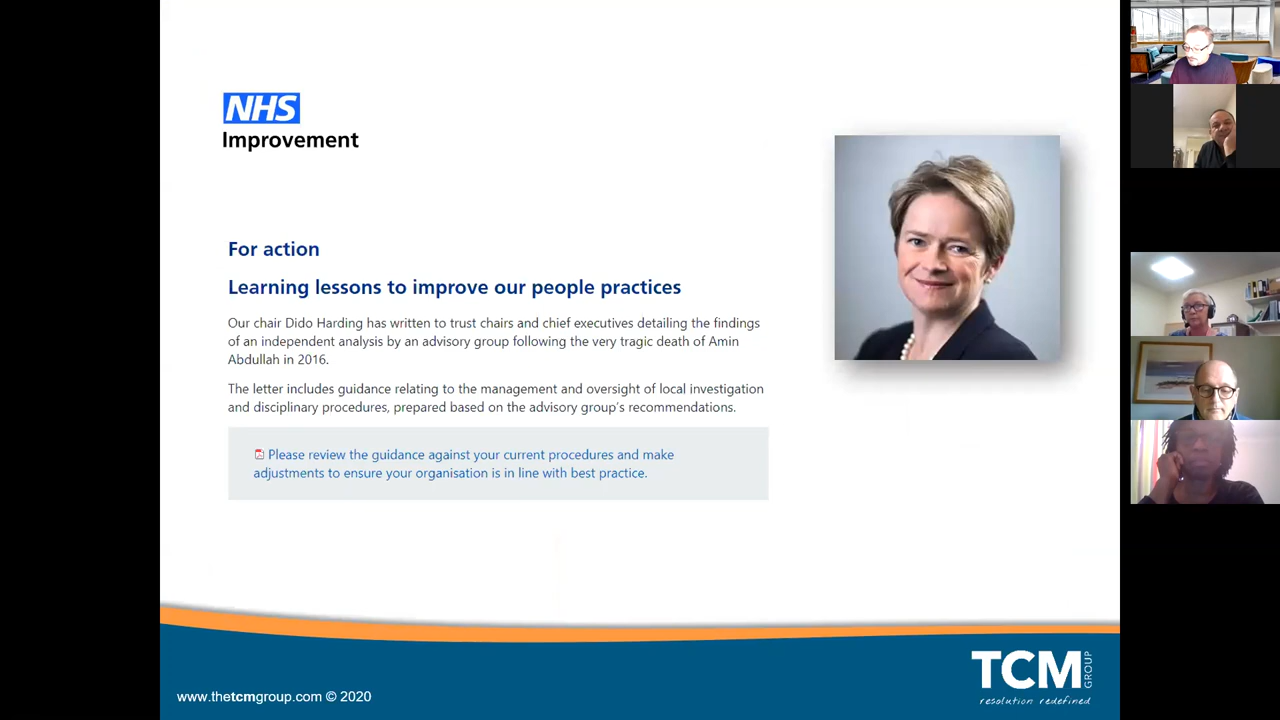 NHS
Improvement
For action
Learning lessons to improve our people practices
Our chair Dido Harding has written to trust chairs and chief executives detailing the findings
of an independent analysis by an advisory group following the very tragic death of Amin
Abdullah in 2016.
The letter includes guidance relating to the management and oversight of local investigation
and disciplinary procedures, prepared based on the advisory group's recommendations.
Please review the guidance against your current procedures and make
adjustments to ensure your organisation is in line with best practice.
www.thetcmgroup.com © 2020
TCM
GROUP
resolution redefined